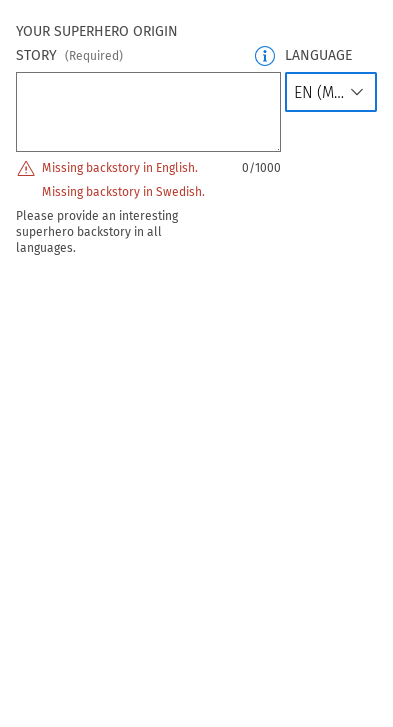 YOUR SUPERHERO ORIGIN
STORY (Required)
LANGUAGE
EN (M...
Missing backstory in English.
0/1000
Missing backstory in Swedish.
Please provide an interesting
superhero backstory in all
languages.